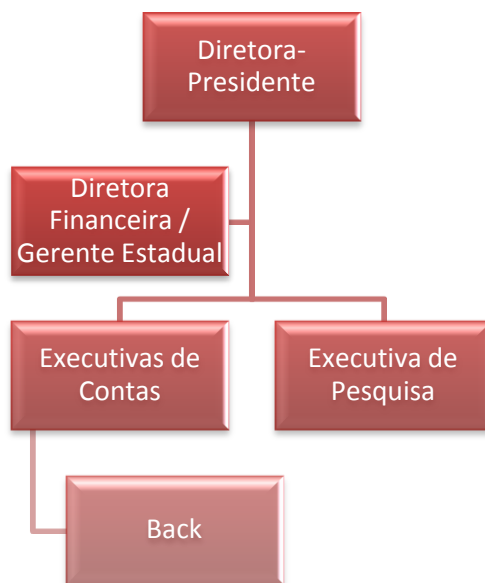 Diretora-
Presidente
Diretora
Financeira /
Gerente Estadual
Executivas de
Contas
Executiva de
Pesquisa
Back